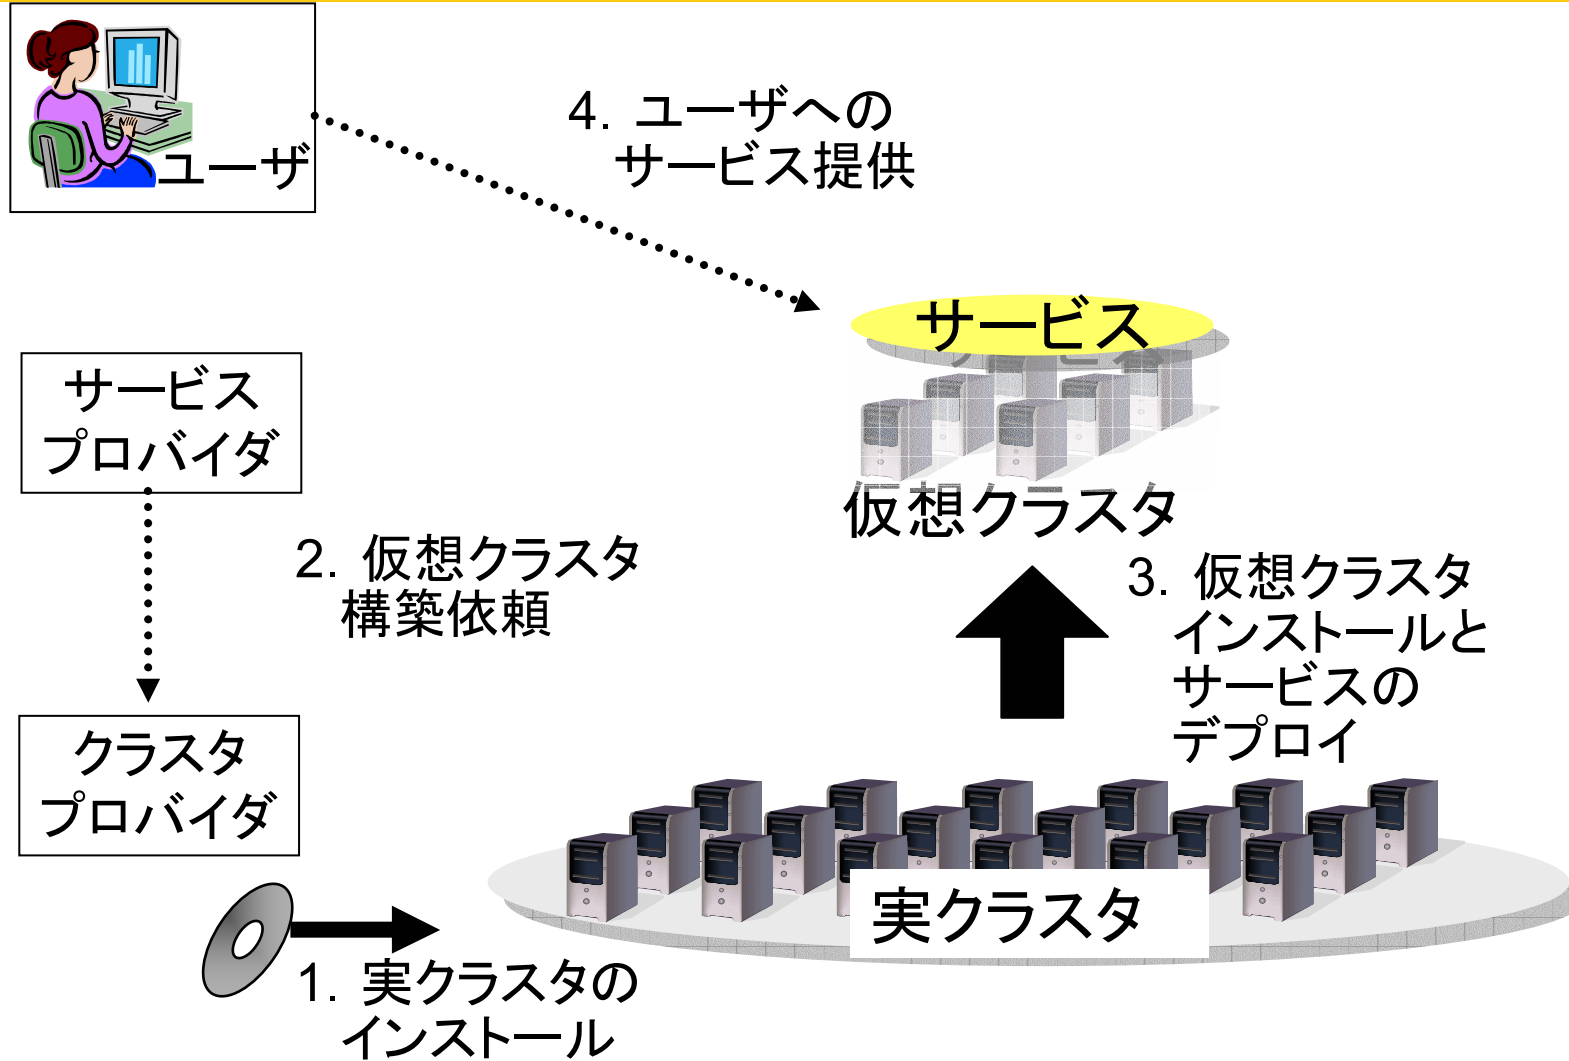 ユーザ
4. ユーザへの
サービス提供
サービス
サービス
プロバイダ
仮想クラスタ
2. 仮想クラスタ
構築依頼
3. 仮想クラスタ
インストールと
サービスの
デプロイ
クラスタ
プロバイダ
実クラスタ
1. 実クラスタの
インストール